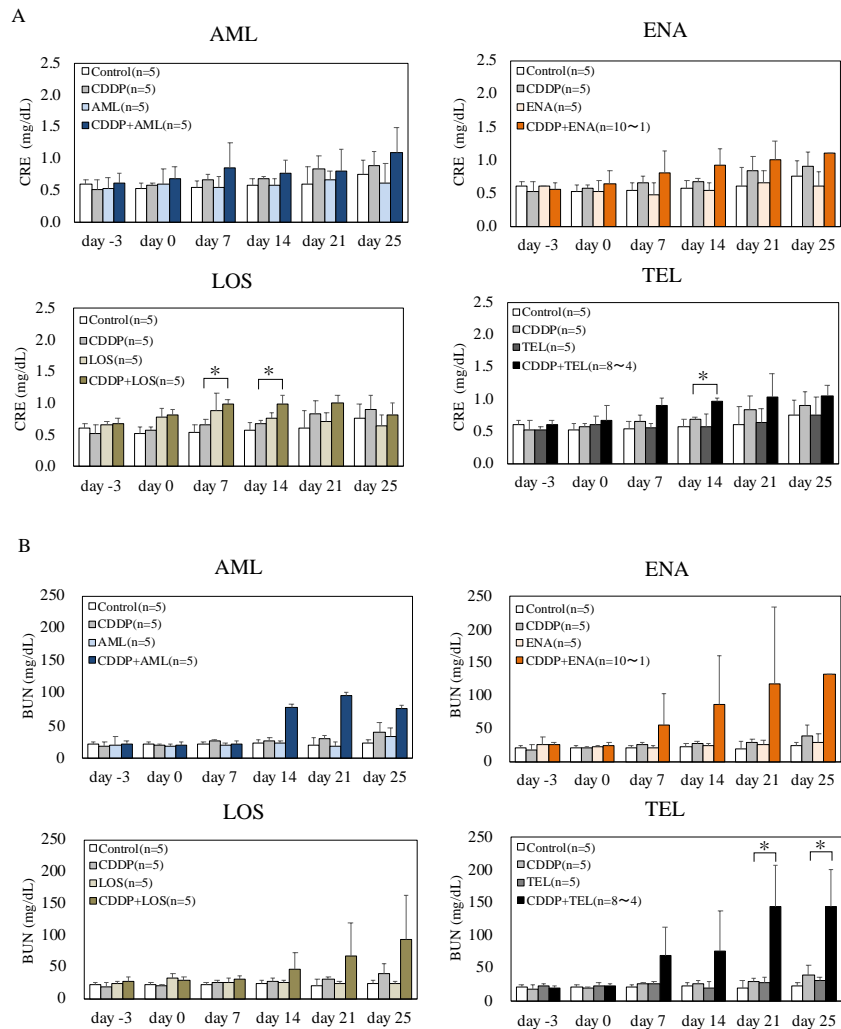 A
AML
2.5
2.0
1.5
1.0
0.5
0.0
CRE (mg/dL)
Control(n=5)
CDDP(n=5)
AML(n=5)
CDDP+AML(n=5)
day -3 day 0 day 7 day 14 day 21 day 25
ENA
2.5
2.0
1.5
1.0
0.5
0.0
CRE (mg/dL)
Control(n=5)
CDDP(n=5)
ENA(n=5)
CDDP+ENA(n=10~1)
day -3 day 0 day 7 day 14 day 21 day 25
LOS
2.5
2.0
1.5
1.0
0.5
0.0
CRE (mg/dL)
Control(n=5)
CDDP(n=5)
LOS(n=5)
CDDP+LOS(n=5)
* *
day -3 day 0 day 7 day 14 day 21 day 25
TEL
2.5
2.0
1.5
1.0
0.5
0.0
CRE (mg/dL)
Control(n=5)
CDDP(n=5)
TEL(n=5)
CDDP+TEL(n=8~4)
*
day -3 day 0 day 7 day 14 day 21 day 25
B
AML
250
200
150
100
50
0
BUN (mg/dL)
Control(n=5)
CDDP(n=5)
AML(n=5)
CDDP+AML(n=5)
day -3 day 0 day 7 day 14 day 21 day 25
ENA
250
200
150
100
50
0
BUN (mg/dL)
Control(n=5)
CDDP(n=5)
ENA(n=5)
CDDP+ENA(n=10~1)
day -3 day 0 day 7 day 14 day 21 day 25
LOS
250
200
150
100
50
0
BUN (mg/dL)
Control(n=5)
CDDP(n=5)
LOS(n=5)
CDDP+LOS(n=5)
day -3 day 0 day 7 day 14 day 21 day 25
TEL
250
200
150
100
50
0
BUN (mg/dL)
Control(n=5)
CDDP(n=5)
TEL(n=5)
CDDP+TEL(n=8~4)
* *
day -3 day 0 day 7 day 14 day 21 day 25